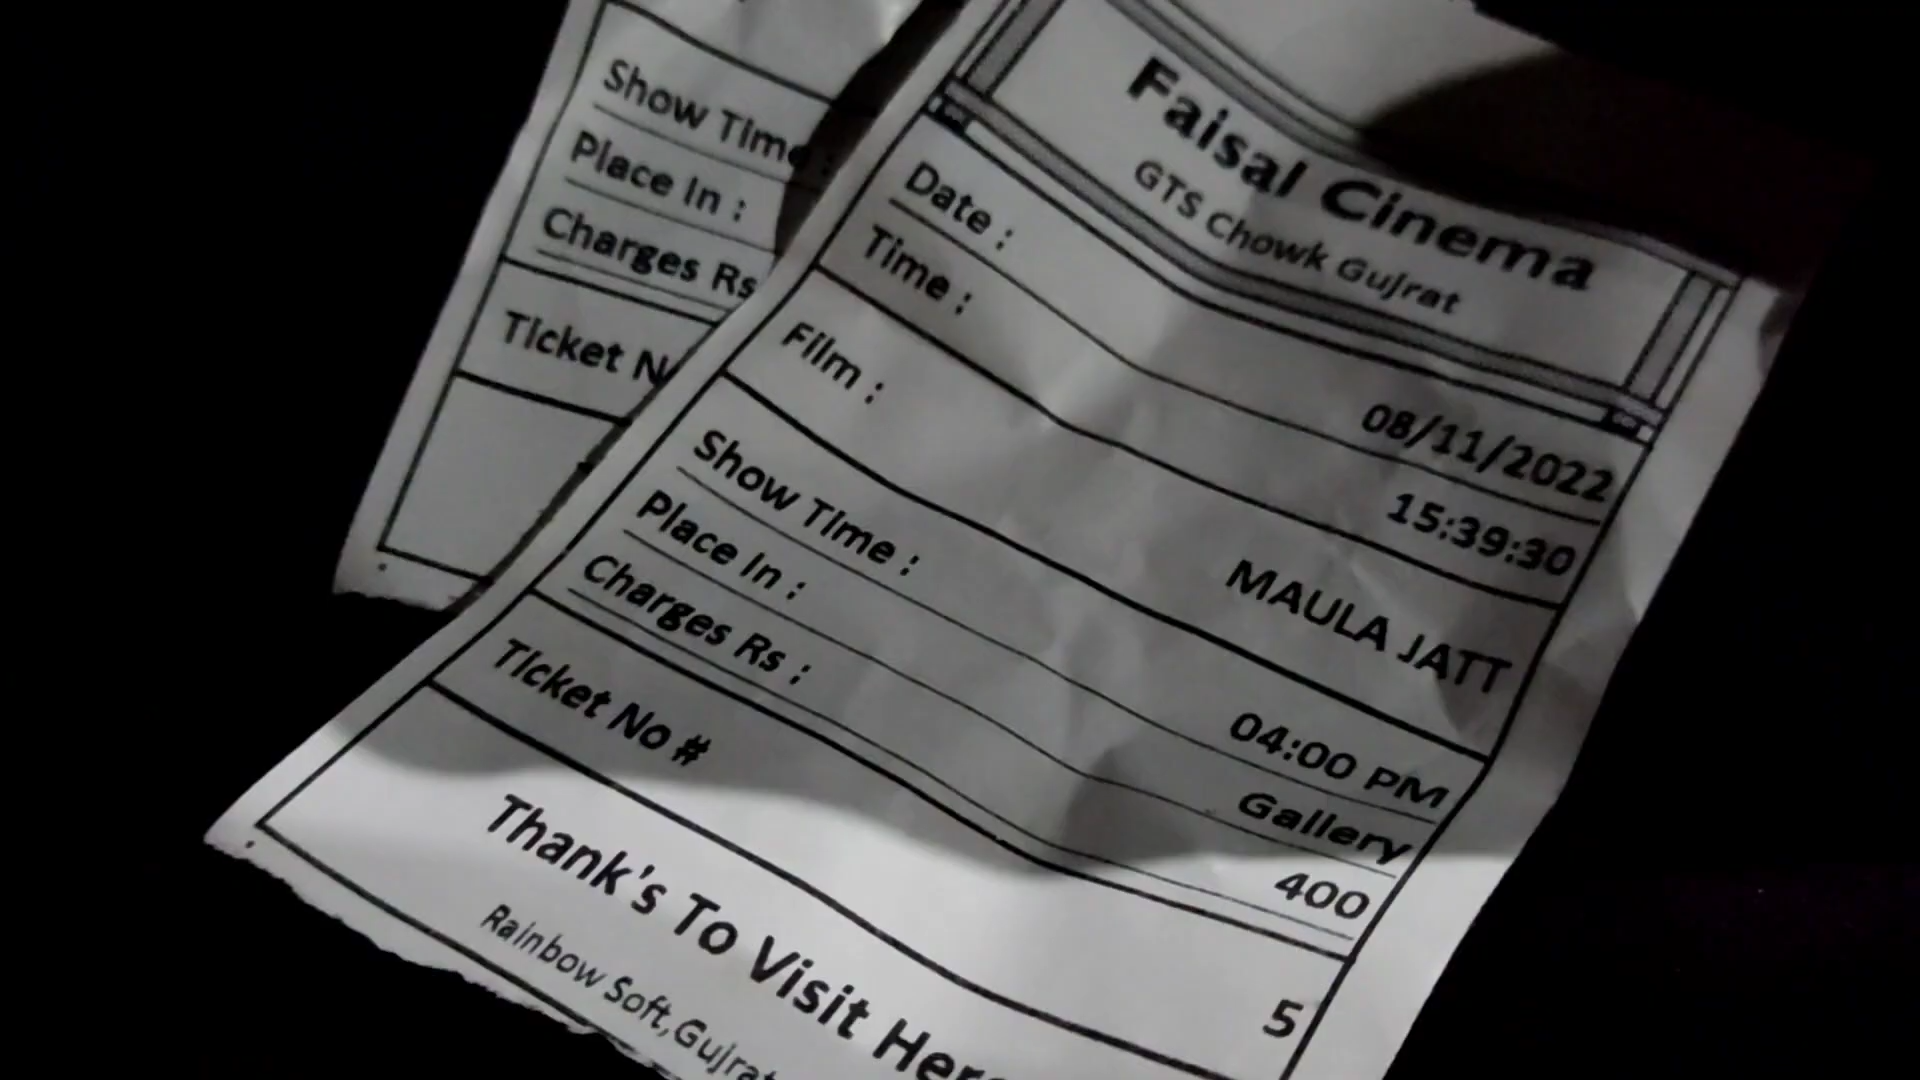 Show Time :
Place In :
Charges Rs
Ticket N
Faisal Cinema
GTS Chowk Gujrat
Date : 08/11/2022
Time : 15:39:30
Film : MAULA JATT
Show Time : 04:00 PM
Place In : Gallery
Charges Rs : 400
Ticket No # 5
Thank's To Visit Here
Rainbow Soft,Gujrat